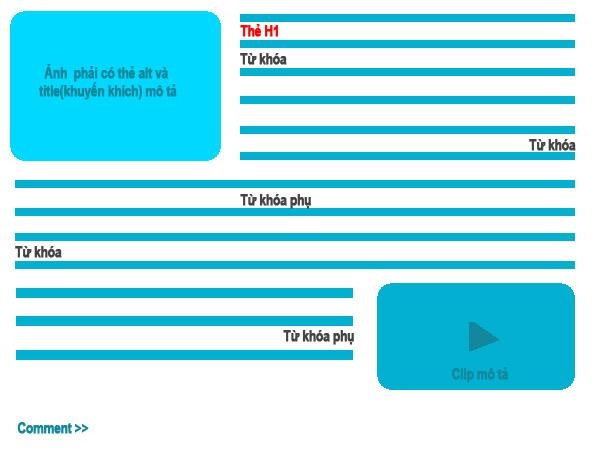 Ảnh phải có thẻ alt và
title(khuyến khích) mô tả
Thẻ H1
Từ khóa
Từ khóa
Từ khóa phụ
Từ khóa
Từ khóa phụ
Clip mô tả
Comment >>